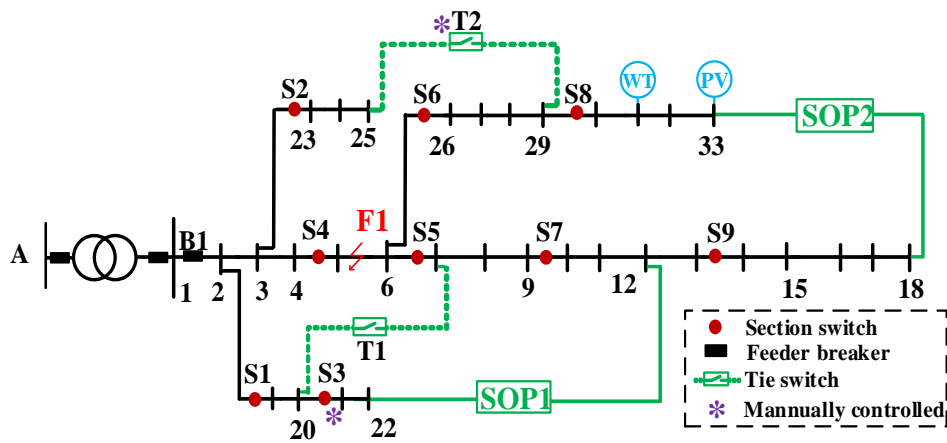 * T2
S2
S6
S8
WT
PV
SOP2
23
25
26
29
33
A
B1
F1
S4
S5
S7
S9
1
2
3
4
6
9
12
15
18
T1
S1
S3
*
20
22
SOP1
Section switch
Feeder breaker
Tie switch
* Mannually controlled